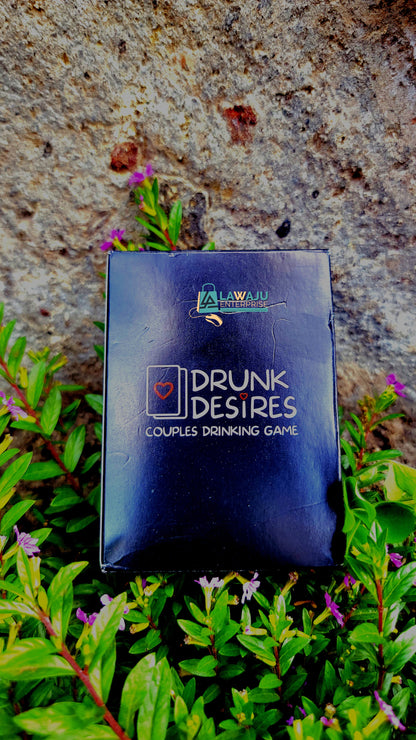 LAWAJU
ENTERPRISE
DRUNK
DESIRES
COUPLES DRINKING GAME